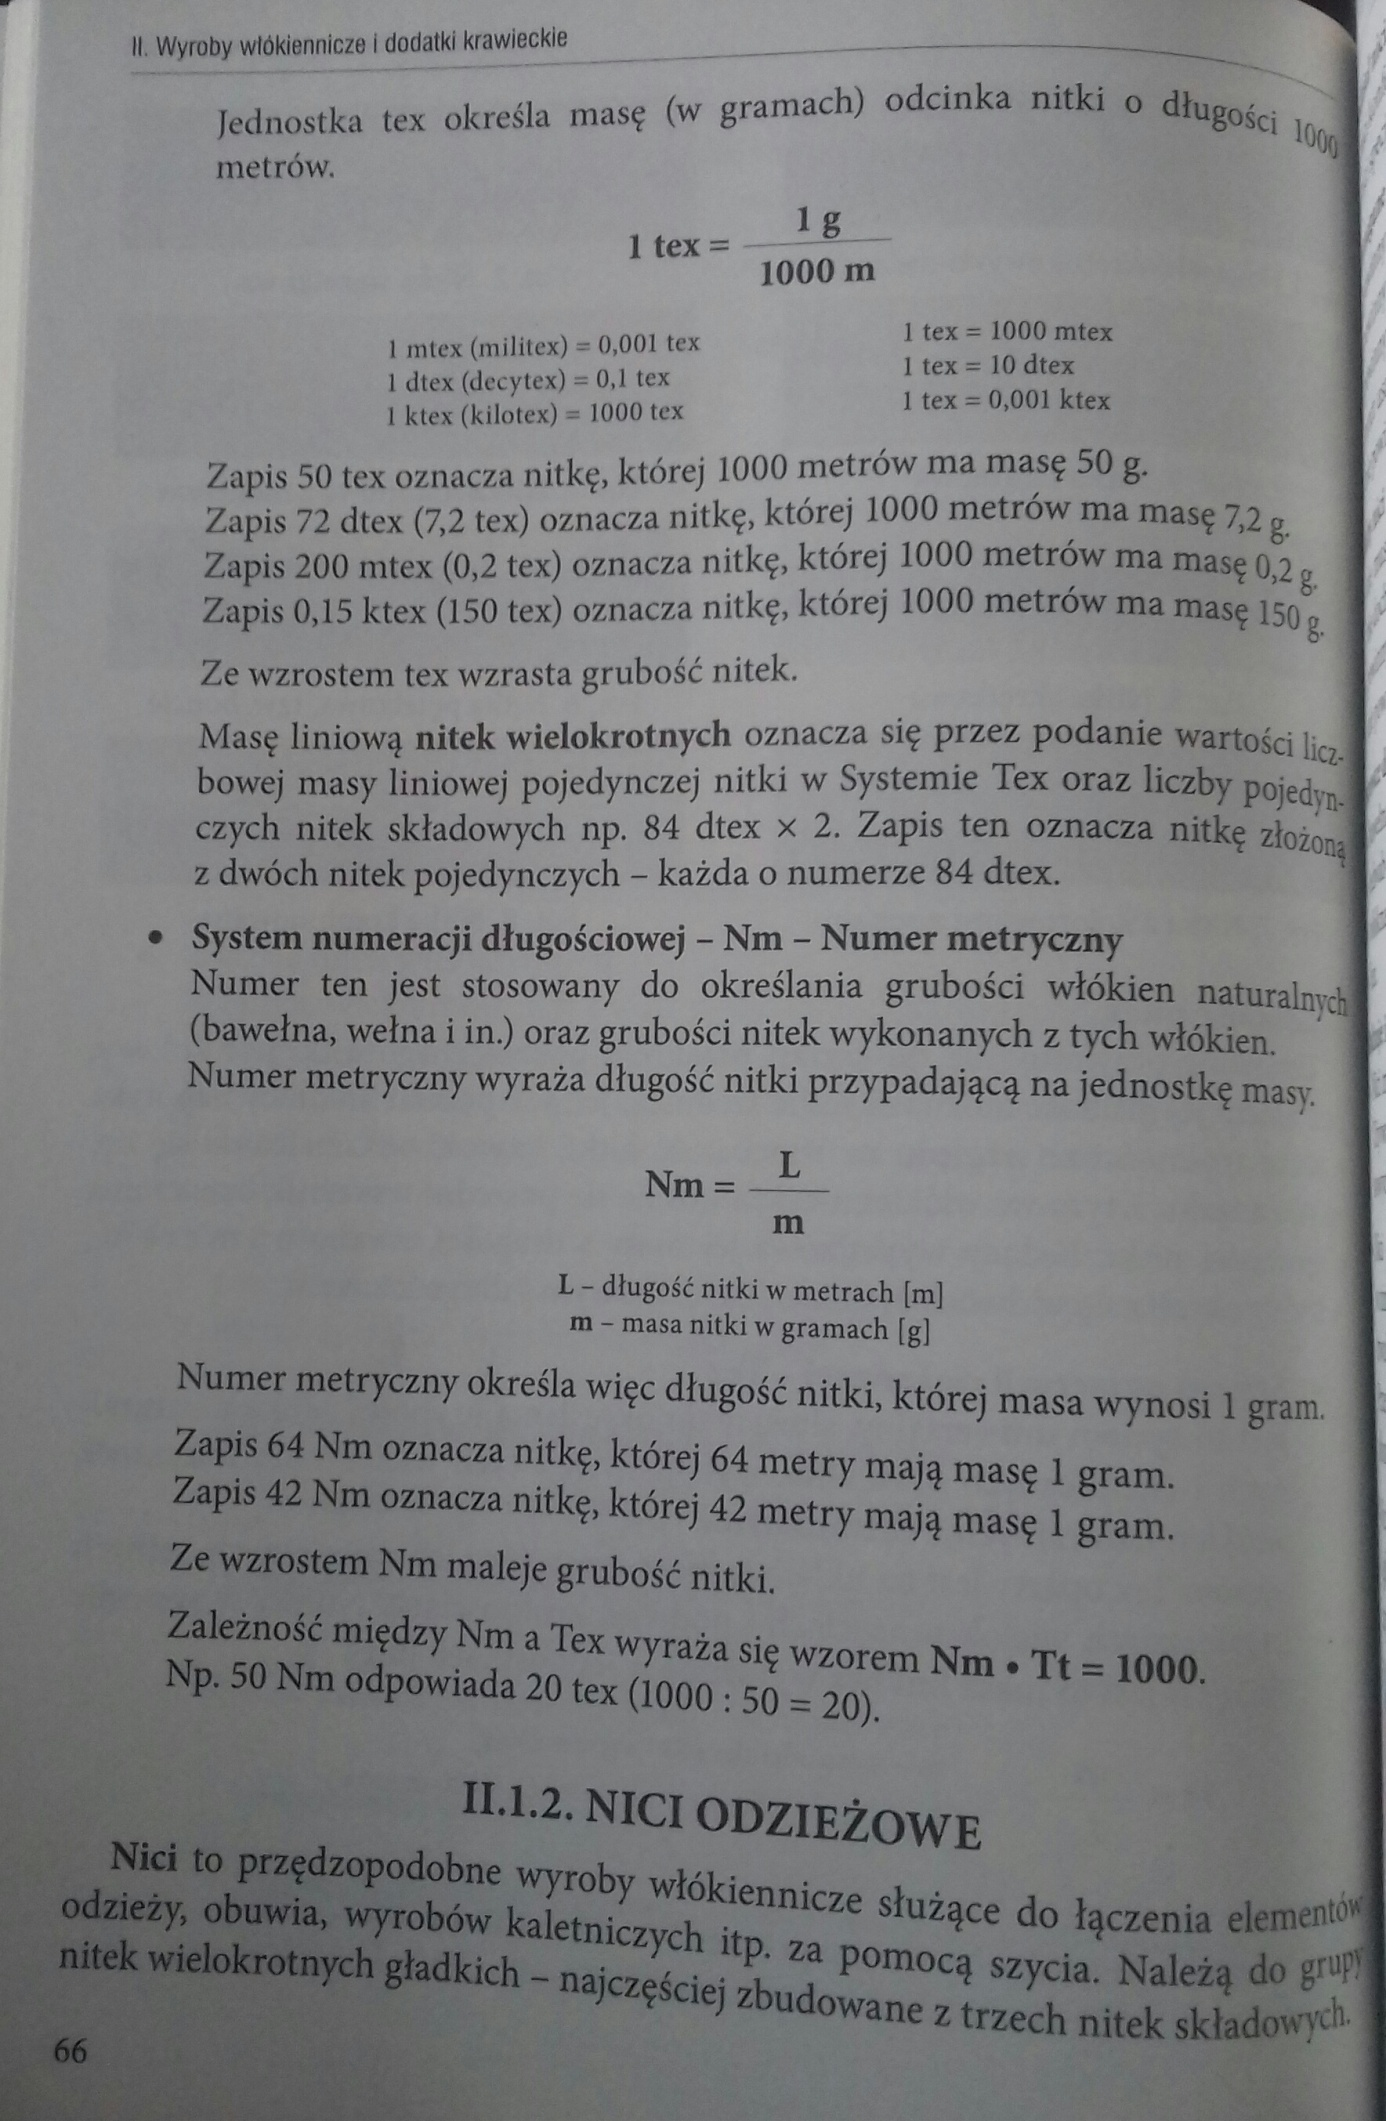 II. Wyroby włókiennicze i dodatki krawieckie
Jednostka tex określa masę (w gramach) odcinka nitki o długości 1000
metrów.
1 tex = 1 g
1000 m
1 mtex (militex) = 0,001 tex
1 dtex (decytex) = 0,1 tex
1 ktex (kilotex) = 1000 tex
1 tex = 1000 mtex
1 tex = 10 dtex
1 tex = 0,001 ktex
Zapis 50 tex oznacza nitkę, której 1000 metrów ma masę 50 g.
Zapis 72 dtex (7,2 tex) oznacza nitkę, której 1000 metrów ma masę 7,2 g.
Zapis 200 mtex (0,2 tex) oznacza nitkę, której 1000 metrów ma masę 0,2 g.
Zapis 0,15 ktex (150 tex) oznacza nitkę, której 1000 metrów ma masę 150 g.
Ze wzrostem tex wzrasta grubość nitek.
Masę liniową nitek wielokrotnych oznacza się przez podanie wartości licz-
bowej masy liniowej pojedynczej nitki w Systemie Tex oraz liczby pojedyn-
czych nitek składowych np. 84 dtex × 2. Zapis ten oznacza nitkę złożoną
z dwóch nitek pojedynczych – każda o numerze 84 dtex.
• System numeracji długościowej – Nm – Numer metryczny
Numer ten jest stosowany do określania grubości włókien naturalnych
(bawełna, wełna i in.) oraz grubości nitek wykonanych z tych włókien.
Numer metryczny wyraża długość nitki przypadającą na jednostkę masy.
Nm = L
m
L – długość nitki w metrach [m]
m – masa nitki w gramach [g]
Numer metryczny określa więc długość nitki, której masa wynosi 1 gram.
Zapis 64 Nm oznacza nitkę, której 64 metry mają masę 1 gram.
Zapis 42 Nm oznacza nitkę, której 42 metry mają masę 1 gram.
Ze wzrostem Nm maleje grubość nitki.
Zależność między Nm a Tex wyraża się wzorem Nm • Tt = 1000.
Np. 50 Nm odpowiada 20 tex (1000 : 50 = 20).
II.1.2. NICI ODZIEŻOWE
Nici to przędzopodobne wyroby włókiennicze służące do łączenia elementów
odzieży, obuwia, wyrobów kaletniczych itp. za pomocą szycia. Należą do grupy
nitek wielokrotnych gładkich – najczęściej zbudowane z trzech nitek składowych.
66